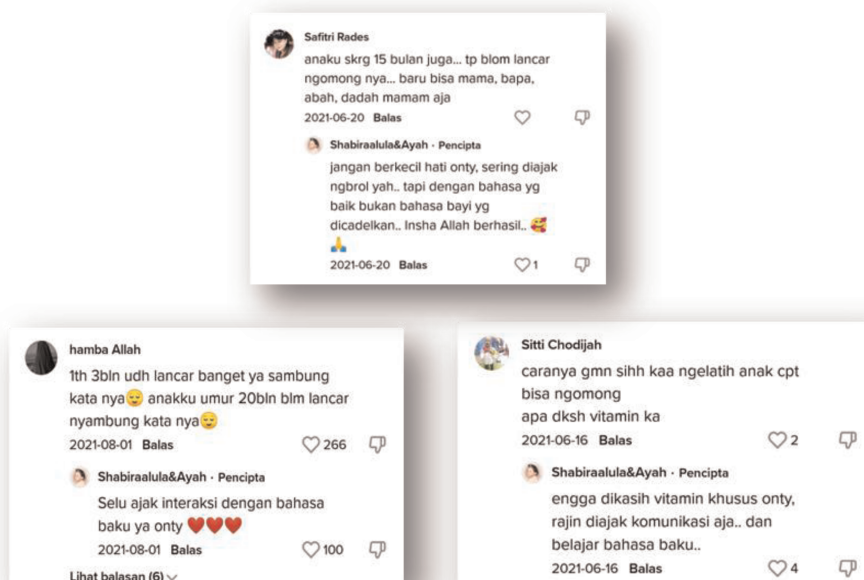 Safitri Rades
anaku skrg 15 bulan juga... tp blom lancar
ngomong nya... baru bisa mama, bapa,
abah, dadah mamam aja
2021-06-20 Balas
Shabiraalula&Ayah · Pencipta
jangan berkecil hati onty, sering diajak
ngbrol yah.. tapi dengan bahasa yg
baik bukan bahasa bayi yg
dicadelkan.. Insha Allah berhasil.. 🥰
🙏
2021-06-20 Balas 1
hamba Allah
1th 3bln udh lancar banget ya sambung
kata nya😌 anakku umur 20bln blm lancar
nyambung kata nya😌
2021-08-01 Balas 266
Shabiraalula&Ayah · Pencipta
Selu ajak interaksi dengan bahasa
baku ya onty ❤️❤️❤️
2021-08-01 Balas 100
Lihat balasan (6)
Sitti Chodijah
caranya gmn sihh kaa ngelatih anak cpt
bisa ngomong
apa dksh vitamin ka
2021-06-16 Balas 2
Shabiraalula&Ayah · Pencipta
engga dikasih vitamin khusus onty,
rajin diajak komunikasi aja.. dan
belajar bahasa baku..
2021-06-16 Balas 4